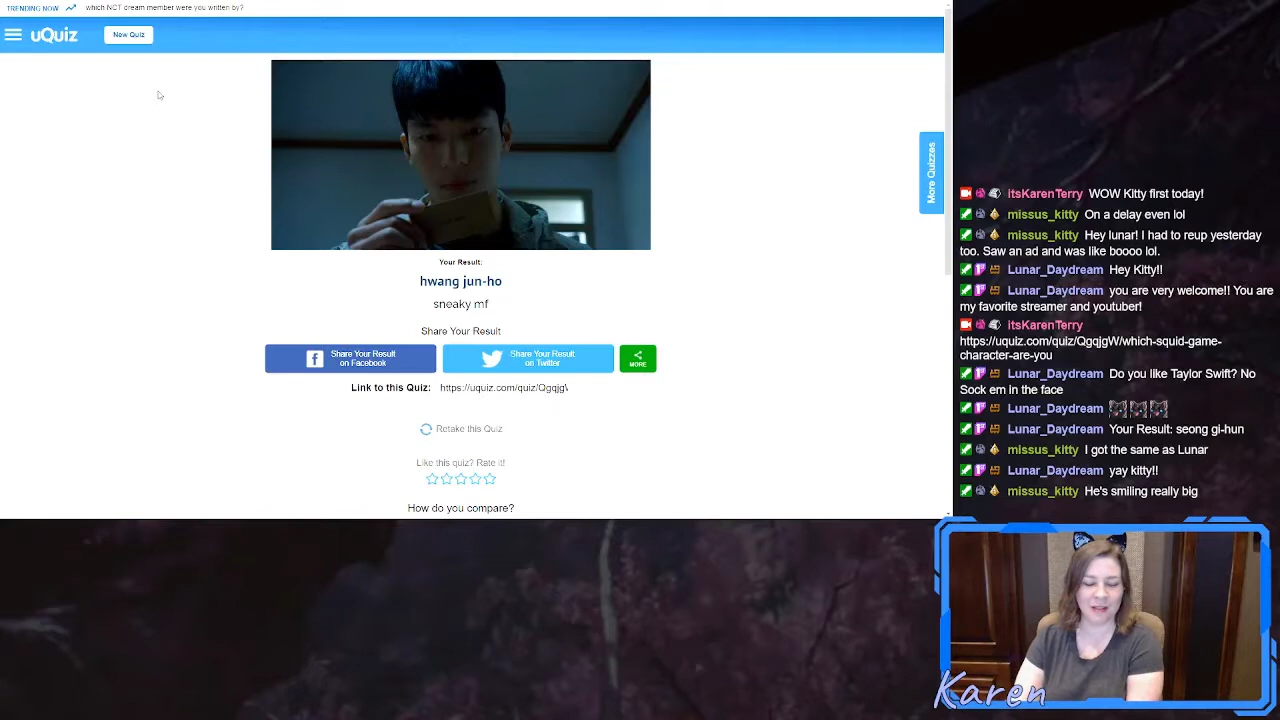 TRENDING NOW which NCT dream member were you written by?
uQuiz New Quiz
More Quizzes
Your Result:
hwang jun-ho
sneaky mf
Share Your Result
Share Your Result
on Facebook
Share Your Result
on Twitter
MORE
Link to this Quiz: https://uquiz.com/quiz/Qgqjg\
Retake this Quiz
Like this quiz? Rate it!
How do you compare?
itsKarenTerry WOW Kitty first today!
missus_kitty On a delay even lol
missus_kitty Hey lunar! I had to reup yesterday
too. Saw an ad and was like boooo lol.
Lunar_Daydream Hey Kitty!!
Lunar_Daydream you are very welcome!! You are
my favorite streamer and youtuber!
itsKarenTerry
https://uquiz.com/quiz/QgqjgW/which-squid-game-
character-are-you
Lunar_Daydream Do you like Taylor Swift? No
Sock em in the face
Lunar_Daydream
Lunar_Daydream Your Result: seong gi-hun
missus_kitty I got the same as Lunar
Lunar_Daydream yay kitty!!
missus_kitty He's smiling really big
Karen